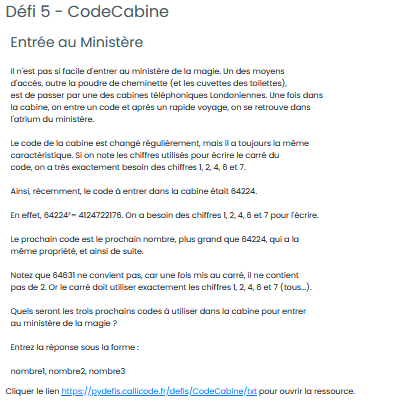 Défi 5 - CodeCabine
Entrée au Ministère
Il n'est pas si facile d'entrer au ministère de la magie. Un des moyens
d'accès, outre la poudre de cheminette (et les cuvettes des toilettes),
est de passer par une des cabines téléphoniques Londoniennes. Une fois dans
la cabine, on entre un code et après un rapide voyage, on se retrouve dans
l'atrium du ministère.
Le code de la cabine est changé régulièrement, mais il a toujours la même
caractéristique. Si on note les chiffres utilisés pour écrire le carré du
code, on a très exactement besoin des chiffres 1, 2, 4, 6 et 7.
Ainsi, récemment, le code à entrer dans la cabine était 64224.
En effet, 64224² = 4124722176. On a besoin des chiffres 1, 2, 4, 6 et 7 pour l'écrire.
Le prochain code est le prochain nombre, plus grand que 64224, qui a la
même propriété, et ainsi de suite.
Notez que 64631 ne convient pas, car une fois mis au carré, il ne contient
pas de 2. Or le carré doit utiliser exactement les chiffres 1, 2, 4, 6 et 7 (tous...).
Quels seront les trois prochains codes à utiliser dans la cabine pour entrer
au ministère de la magie ?
Entrez la réponse sous la forme :
nombre1, nombre2, nombre3
Cliquer le lien https://pydefis.callicode.fr/defis/CodeCabine/txt pour ouvrir la ressource.